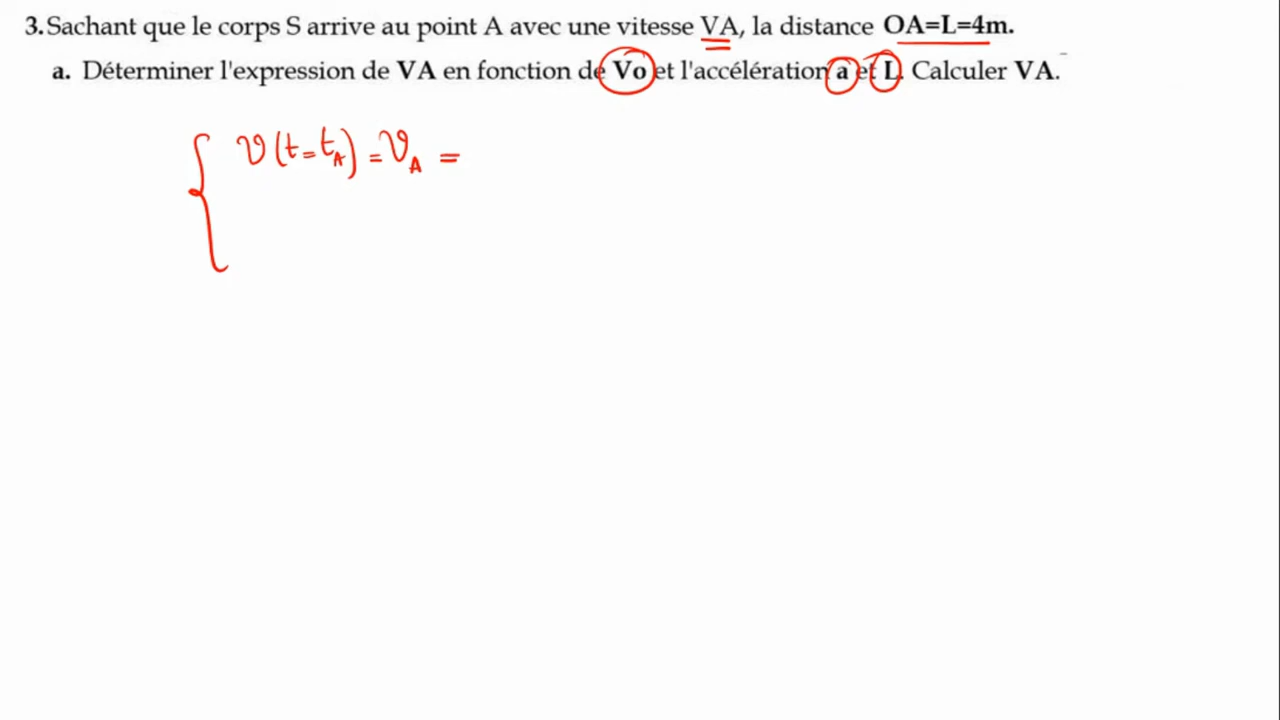 3.Sachant que le corps S arrive au point A avec une vitesse VA, la distance OA=L=4m.
a. Déterminer l'expression de VA en fonction de Vo et l'accélération a et L. Calculer VA.
v(t=tA)=vA=